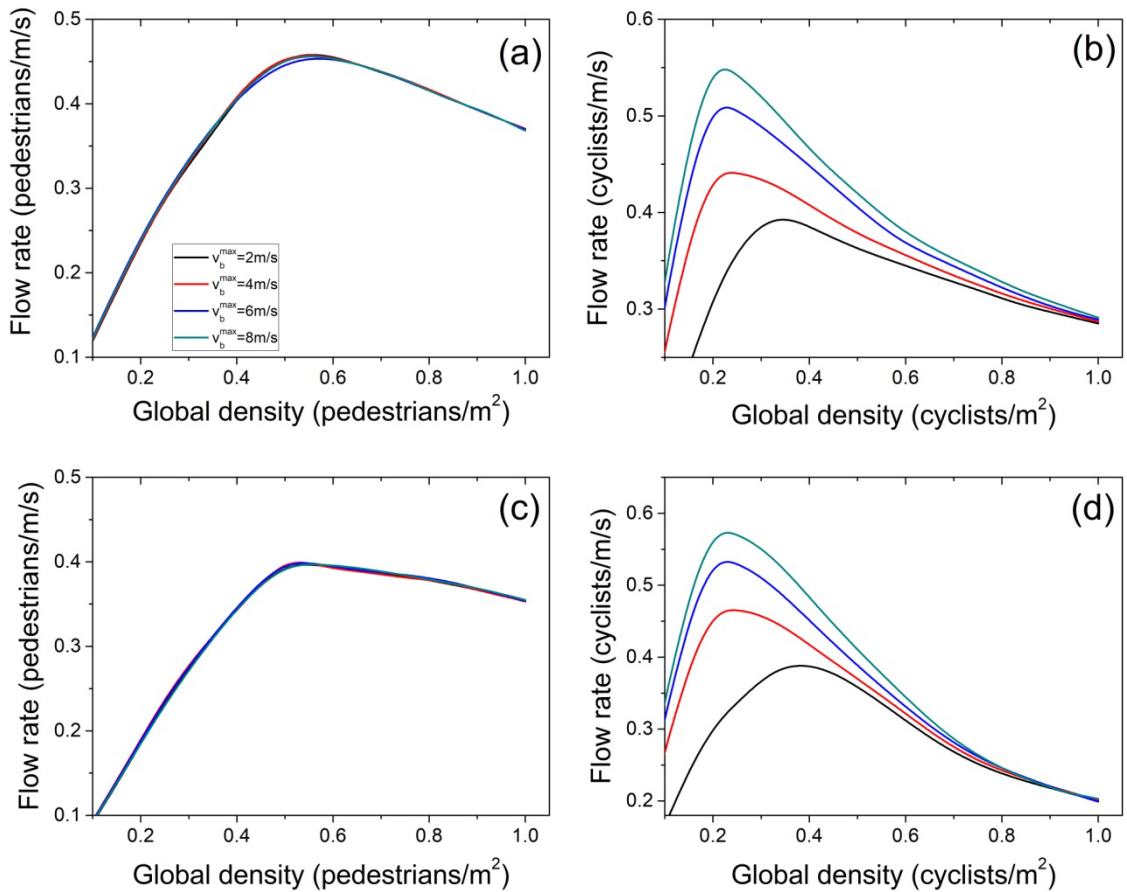 (a)
Flow rate (pedestrians/m/s)
0.5
0.4
0.3
0.2
0.1
v_b^max=2m/s
v_b^max=4m/s
v_b^max=6m/s
v_b^max=8m/s
0.2 0.4 0.6 0.8 1.0
Global density (pedestrians/m²)
(b)
Flow rate (cyclists/m/s)
0.6
0.5
0.4
0.3
0.2 0.4 0.6 0.8 1.0
Global density (cyclists/m²)
(c)
Flow rate (pedestrians/m/s)
0.5
0.4
0.3
0.2
0.1
0.2 0.4 0.6 0.8 1.0
Global density (pedestrians/m²)
(d)
Flow rate (cyclists/m/s)
0.6
0.5
0.4
0.3
0.2
0.2 0.4 0.6 0.8 1.0
Global density (cyclists/m²)